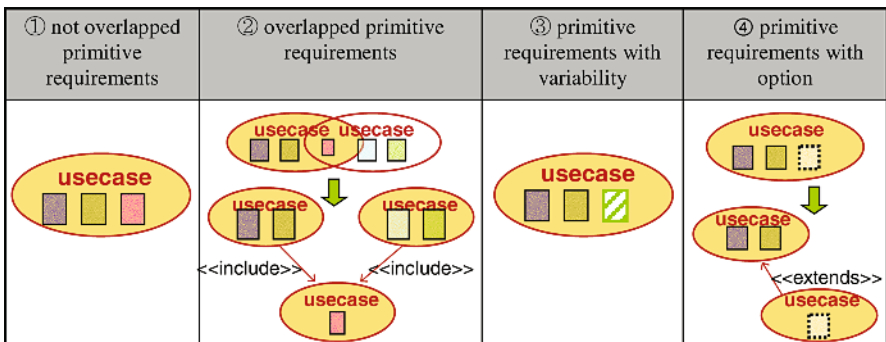 ① not overlapped
primitive
requirements
② overlapped primitive
requirements
③ primitive
requirements with
variability
④ primitive
requirements with
option
usecase
usecase usecase
usecase
usecase
<<include>>
<<include>>
usecase
usecase
usecase
usecase
<<extends>>
usecase